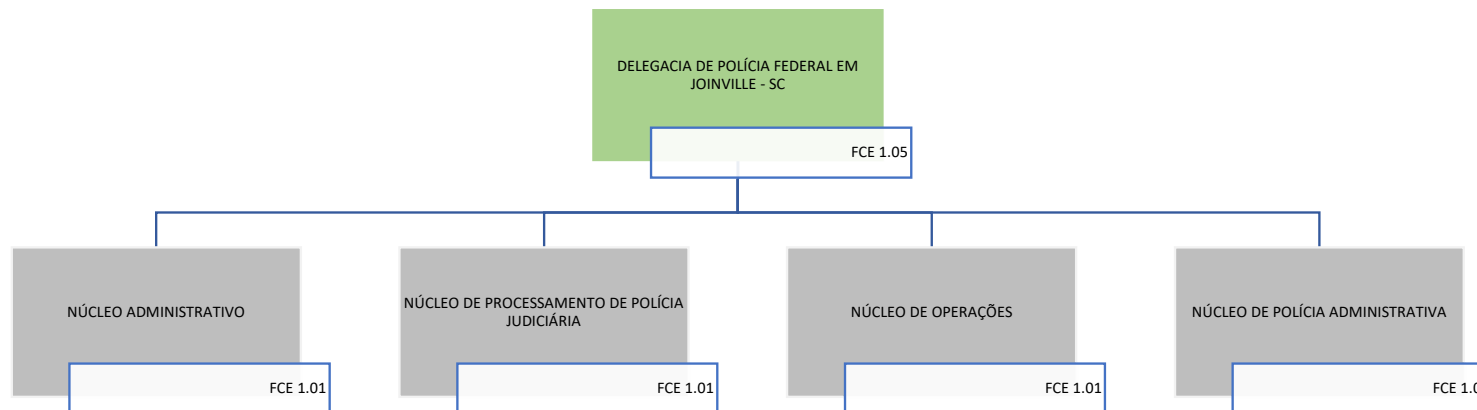 DELEGACIA DE POLÍCIA FEDERAL EM
JOINVILLE - SC
FCE 1.05
NÚCLEO ADMINISTRATIVO
FCE 1.01
NÚCLEO DE PROCESSAMENTO DE POLÍCIA
JUDICIÁRIA
FCE 1.01
NÚCLEO DE OPERAÇÕES
FCE 1.01
NÚCLEO DE POLÍCIA ADMINISTRATIVA
FCE